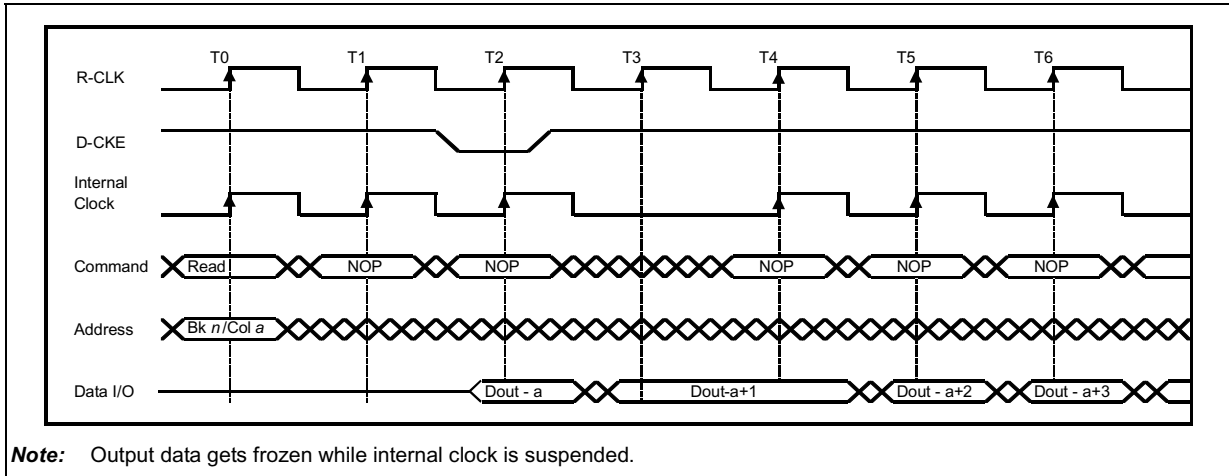 T0 T1 T2 T3 T4 T5 T6
R-CLK
D-CKE
Internal
Clock
Command Read NOP NOP NOP NOP NOP
Address Bk n/Col a
Data I/O Dout - a Dout-a+1 Dout - a+2 Dout - a+3
Note: Output data gets frozen while internal clock is suspended.